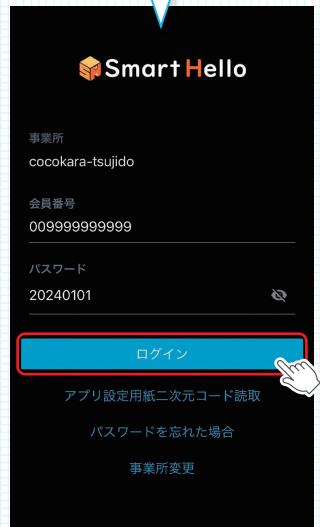 Smart Hello
事業所
cocokara-tsujido
会員番号
009999999999
パスワード
20240101
ログイン
アプリ設定用紙二次元コード読取
パスワードを忘れた場合
事業所変更